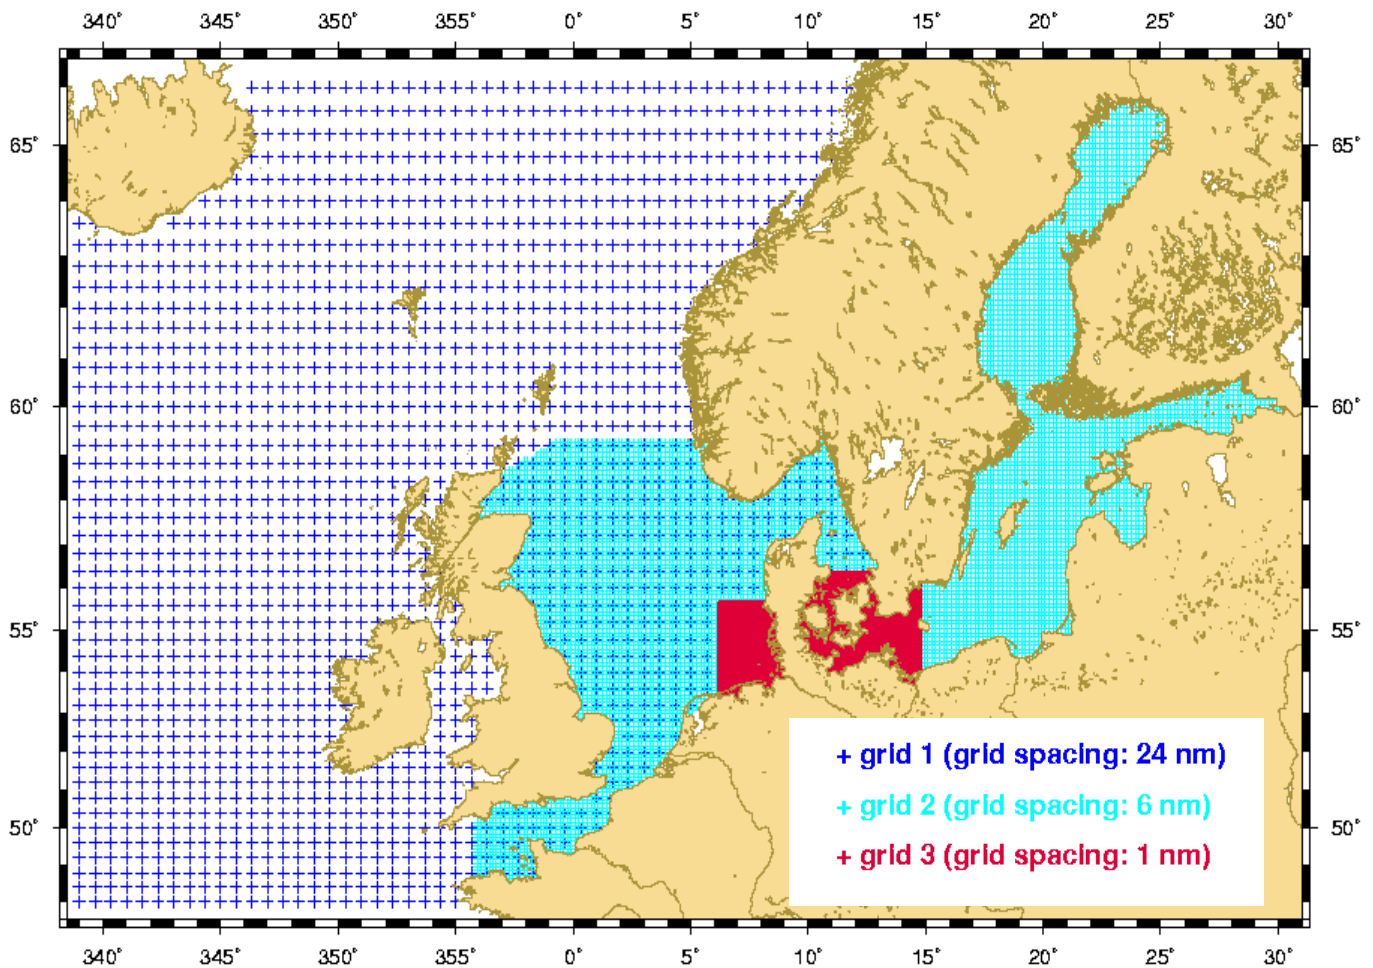 340° 345° 350° 355° 0° 5° 10° 15° 20° 25° 30°
65° 65°
60° 60°
55° 55°
+ grid 1 (grid spacing: 24 nm)
+ grid 2 (grid spacing: 6 nm)
50° 50°
+ grid 3 (grid spacing: 1 nm)
340° 345° 350° 355° 0° 5° 10° 15° 20° 25° 30°